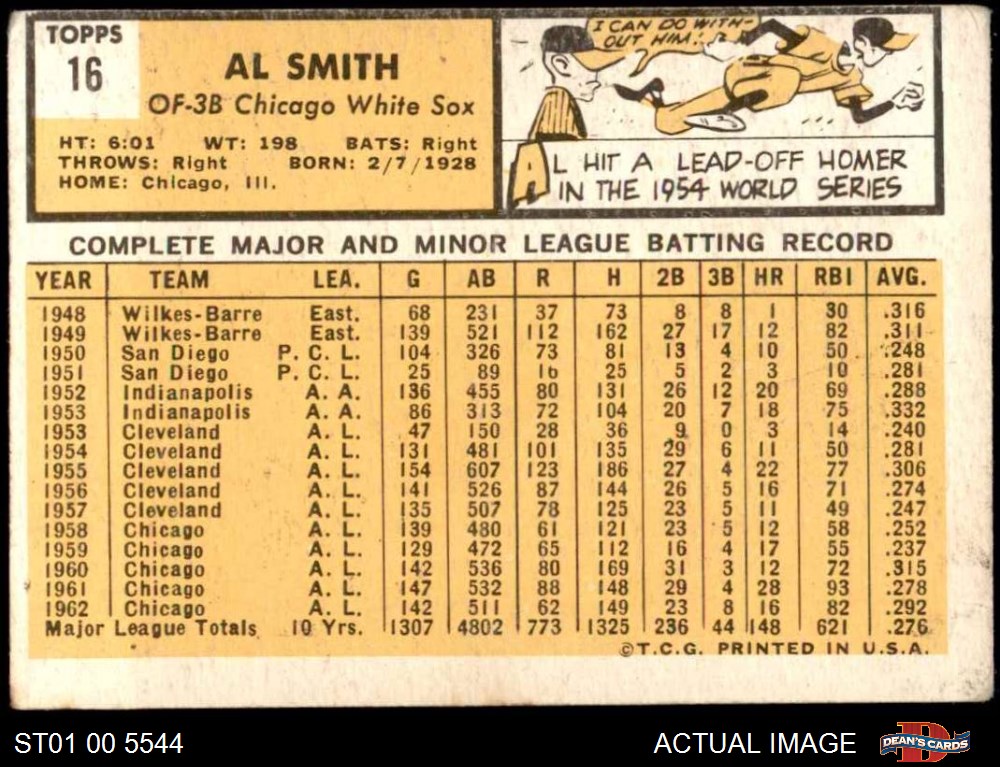 TOPPS
16
AL SMITH
OF-3B Chicago White Sox
HT: 6:01 WT: 198 BATS: Right
THROWS: Right BORN: 2/7/1928
HOME: Chicago, Ill.
I CAN DO WITH-
OUT HIM!
AL HIT A LEAD-OFF HOMER
IN THE 1954 WORLD SERIES
COMPLETE MAJOR AND MINOR LEAGUE BATTING RECORD
YEAR TEAM LEA. G AB R H 2B 3B HR RBI AVG.
1948 Wilkes-Barre East. 68 231 37 73 8 8 1 30 .316
1949 Wilkes-Barre East. 139 521 112 162 27 17 12 82 .311
1950 San Diego P. C. L. 104 326 73 81 13 4 10 50 .248
1951 San Diego P. C. L. 25 89 16 25 5 2 3 10 .281
1952 Indianapolis A. A. 136 455 80 131 26 12 20 69 .288
1953 Indianapolis A. A. 86 313 72 104 20 7 18 75 .332
1953 Cleveland A. L. 47 150 28 36 9 0 3 14 .240
1954 Cleveland A. L. 131 481 101 135 29 6 11 50 .281
1955 Cleveland A. L. 154 607 123 186 27 4 22 77 .306
1956 Cleveland A. L. 141 526 87 144 26 5 16 71 .274
1957 Cleveland A. L. 135 507 78 125 23 5 11 49 .247
1958 Chicago A. L. 139 480 61 121 23 5 12 58 .252
1959 Chicago A. L. 129 472 65 112 16 4 17 55 .237
1960 Chicago A. L. 142 536 80 169 31 3 12 72 .315
1961 Chicago A. L. 147 532 88 148 29 4 28 93 .278
1962 Chicago A. L. 142 511 62 149 23 8 16 82 .292
Major League Totals 10 Yrs. 1307 4802 773 1325 236 44 148 621 .276
©T.C.G. PRINTED IN U.S.A.
ST01 00 5544
ACTUAL IMAGE
D
DEAN'S CARDS